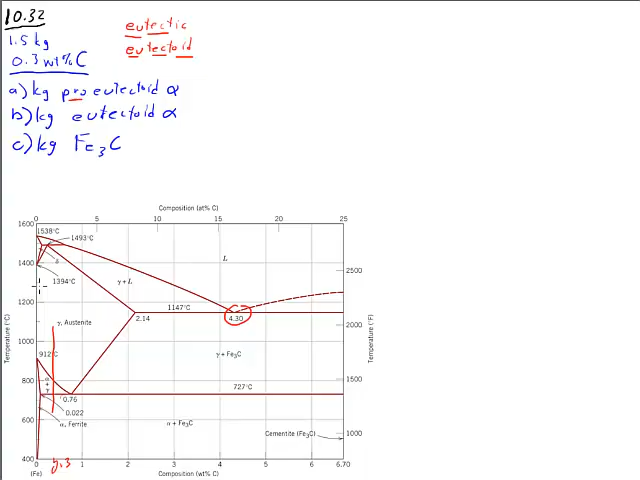 10.32
1.5 kg
0.3 wt% C
a) kg proeutectoid α
b) kg eutectoid α
c) kg Fe3C
eutectic
eutectoid
Composition (at% C)
0 5 10 15 20 25
1538°C
1493°C
δ
1394°C
L
γ + L
1147°C
2.14
4.30
γ, Austenite
912°C
γ + Fe3C
α + γ
727°C
0.76
0.022
α, Ferrite
α + Fe3C
Cementite (Fe3C)
1600
1400
1200
1000
800
600
400
Temperature (°C)
2500
2000
1500
1000
Temperature (°F)
0 0.3 1 2 3 4 5 6 6.70
(Fe)
Composition (wt% C)